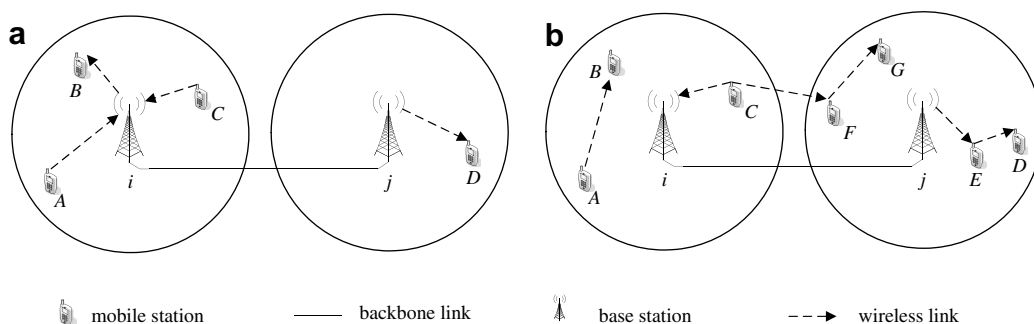 a
B
C
A
i
j
D
b
B
C
G
F
A
i
j
E
D
mobile station
backbone link
base station
wireless link